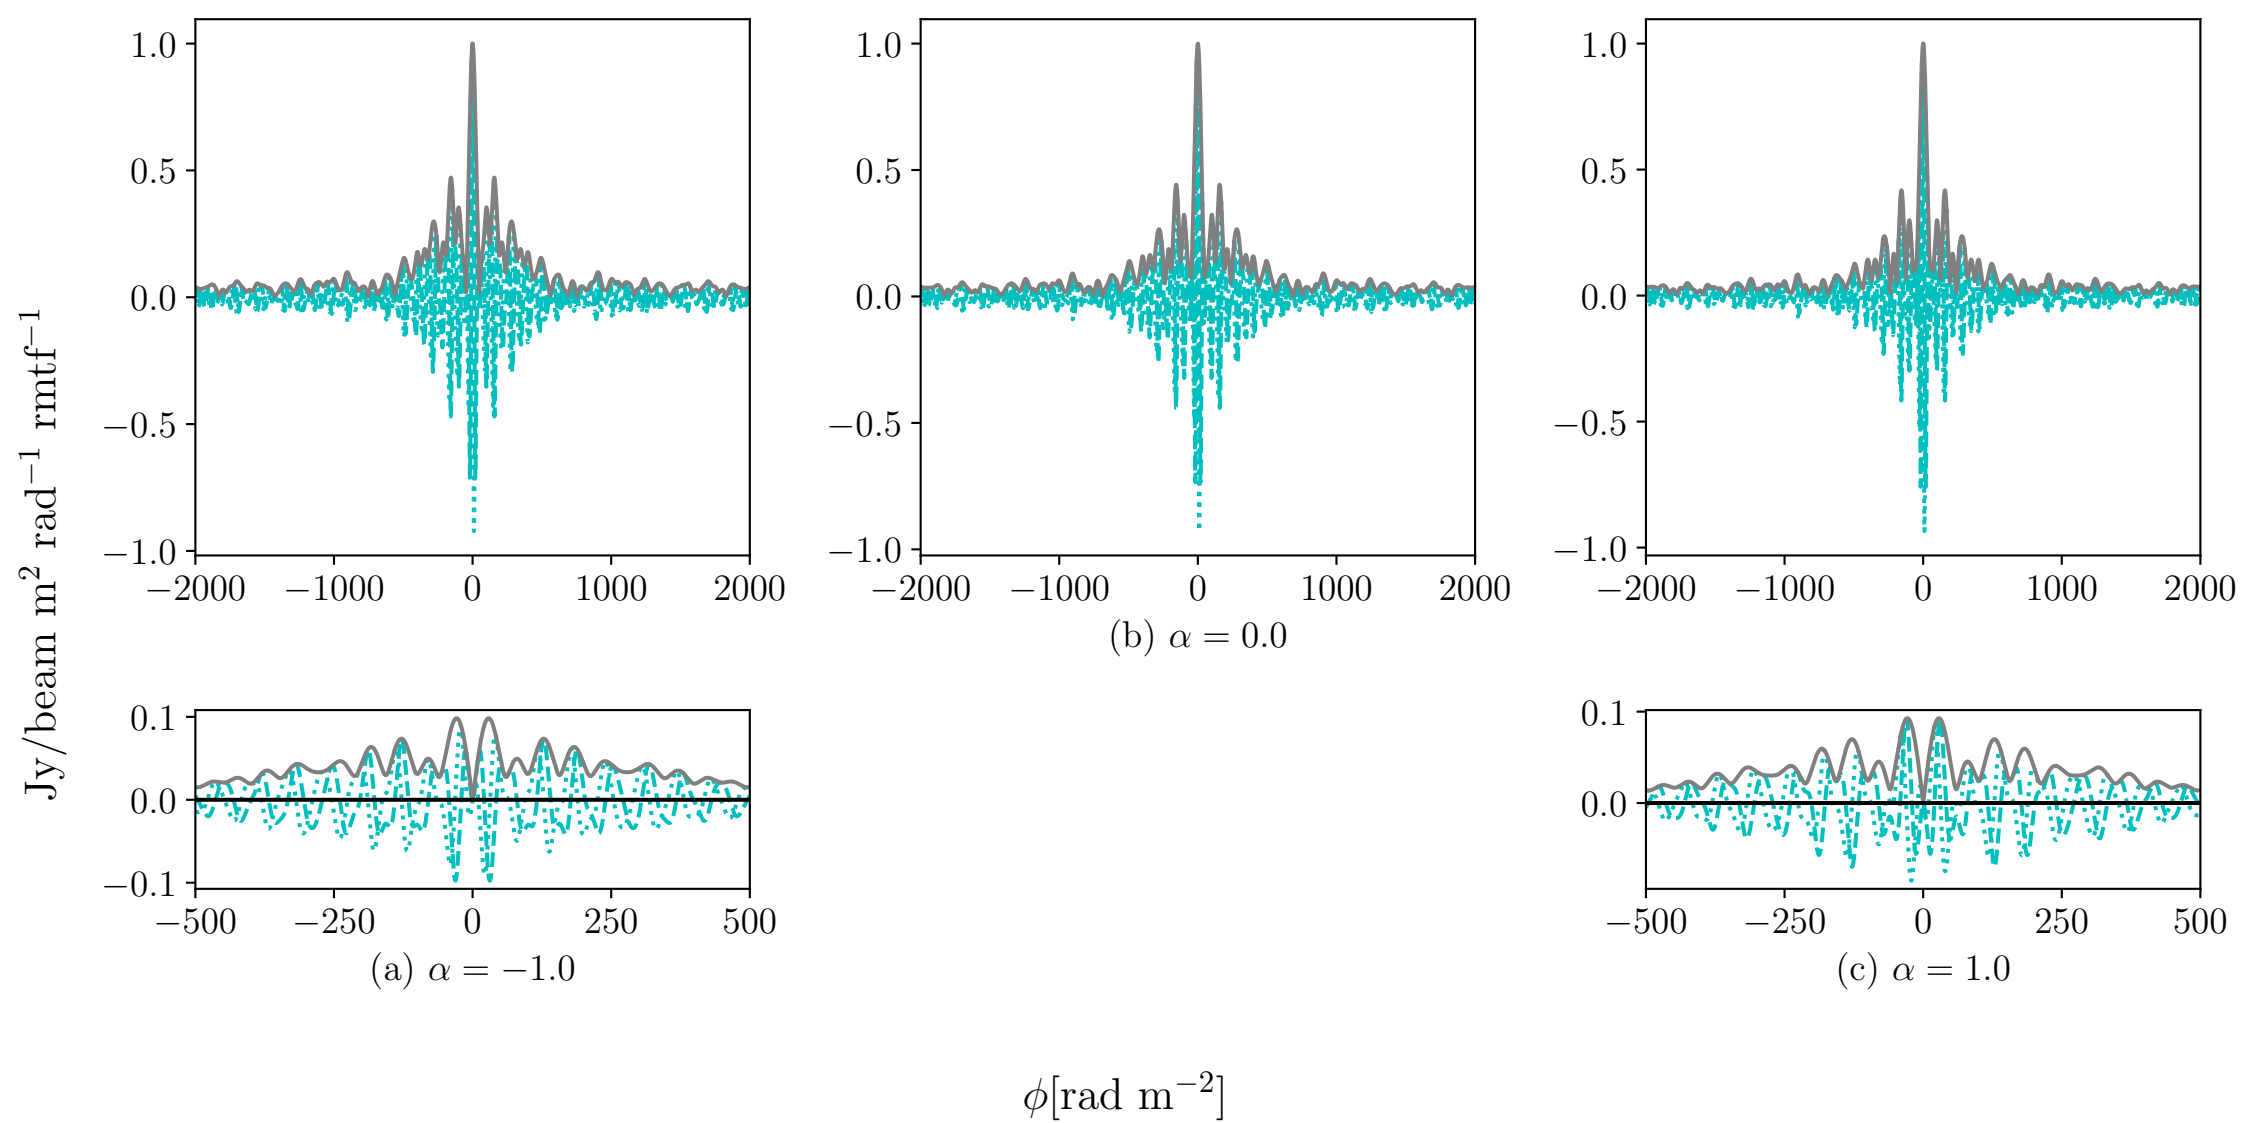 Jy/beam m² rad⁻¹ rmtf⁻¹
1.0 0.5 0.0 −0.5 −1.0
−2000 −1000 0 1000 2000
1.0 0.5 0.0 −0.5 −1.0
−2000 −1000 0 1000 2000
(b) α = 0.0
1.0 0.5 0.0 −0.5 −1.0
−2000 −1000 0 1000 2000
0.1 0.0 −0.1
−500 −250 0 250 500
(a) α = −1.0
0.1 0.0
−500 −250 0 250 500
(c) α = 1.0
ϕ[rad m⁻²]